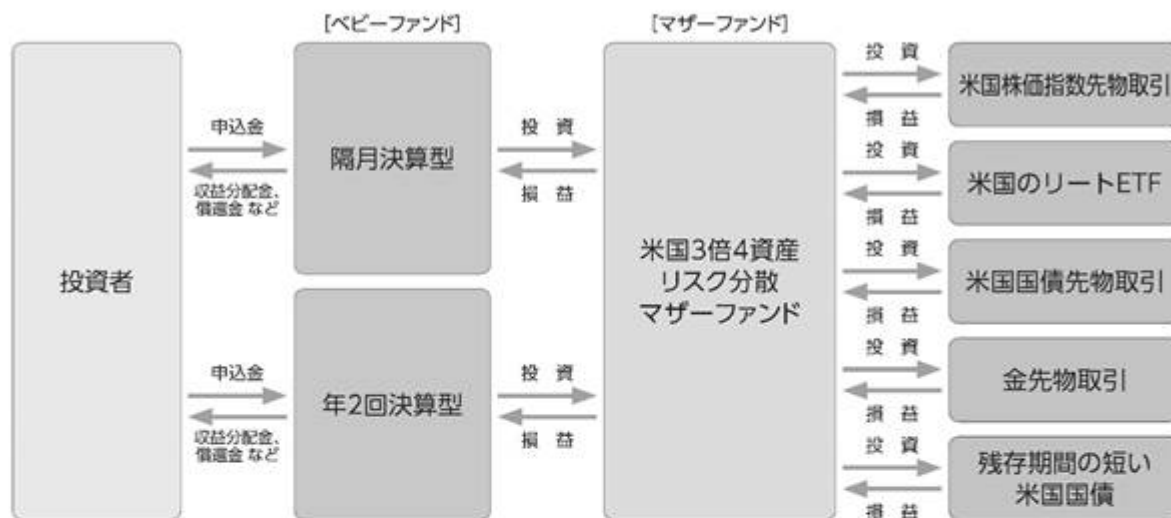 [ベビーファンド]
[マザーファンド]
投資者
申込金
収益分配金、
償還金 など
隔月決算型
投 資
損 益
申込金
収益分配金、
償還金 など
年2回決算型
投 資
損 益
米国3倍4資産
リスク分散
マザーファンド
投 資
損 益
米国株価指数先物取引
投 資
損 益
米国のリートETF
投 資
損 益
米国国債先物取引
投 資
損 益
金先物取引
投 資
損 益
残存期間の短い
米国国債